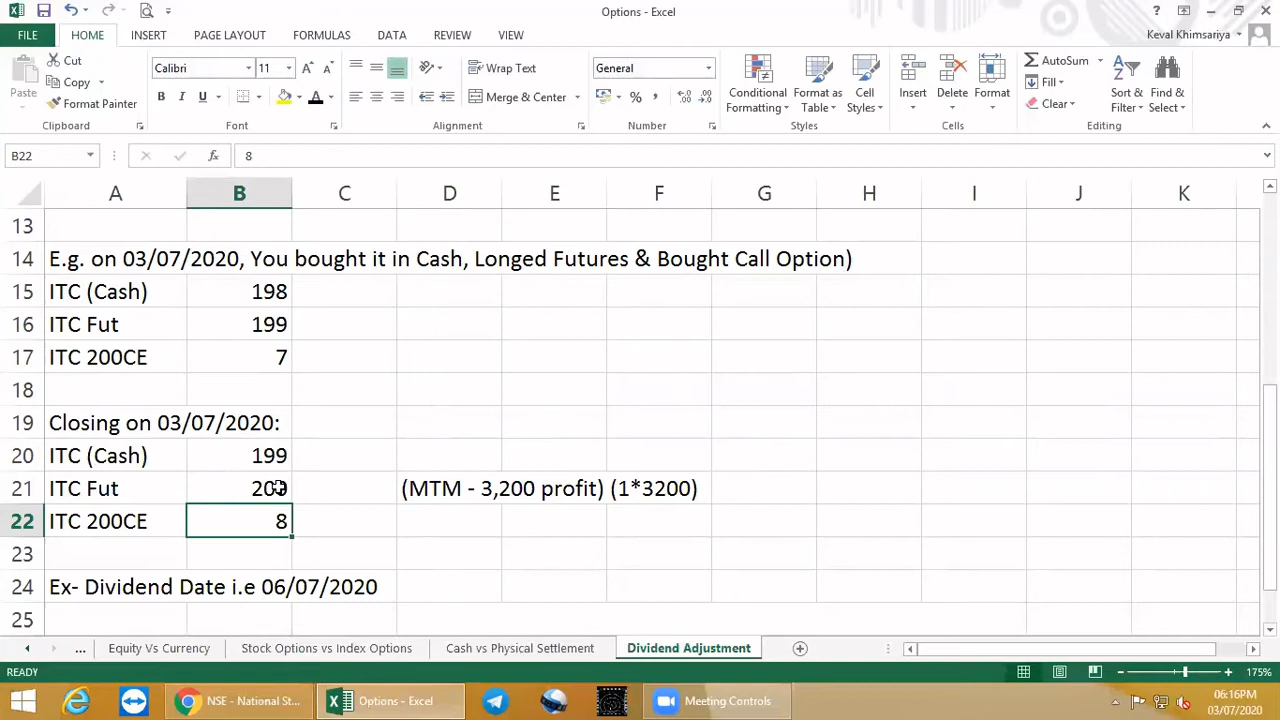 Options - Excel
FILE HOME INSERT PAGE LAYOUT FORMULAS DATA REVIEW VIEW Keval Khimsariya
Paste Cut Copy Format Painter
Calibri 11 B I U A
Wrap Text Merge & Center
General % ,
Conditional Formatting Format as Table Cell Styles
Insert Delete Format
AutoSum Fill Clear
Sort & Filter Find & Select
Clipboard Font Alignment Number Styles Cells Editing
B22 fx 8
A B C D E F G H I J K
13
14 E.g. on 03/07/2020, You bought it in Cash, Longed Futures & Bought Call Option)
15 ITC (Cash) 198
16 ITC Fut 199
17 ITC 200CE 7
18
19 Closing on 03/07/2020:
20 ITC (Cash) 199
21 ITC Fut 200 (MTM - 3,200 profit) (1*3200)
22 ITC 200CE 8
23
24 Ex- Dividend Date i.e 06/07/2020
25
... Equity Vs Currency Stock Options vs Index Options Cash vs Physical Settlement Dividend Adjustment
READY 175%
NSE - National St... Options - Excel Meeting Controls 06:16PM
03/07/2020